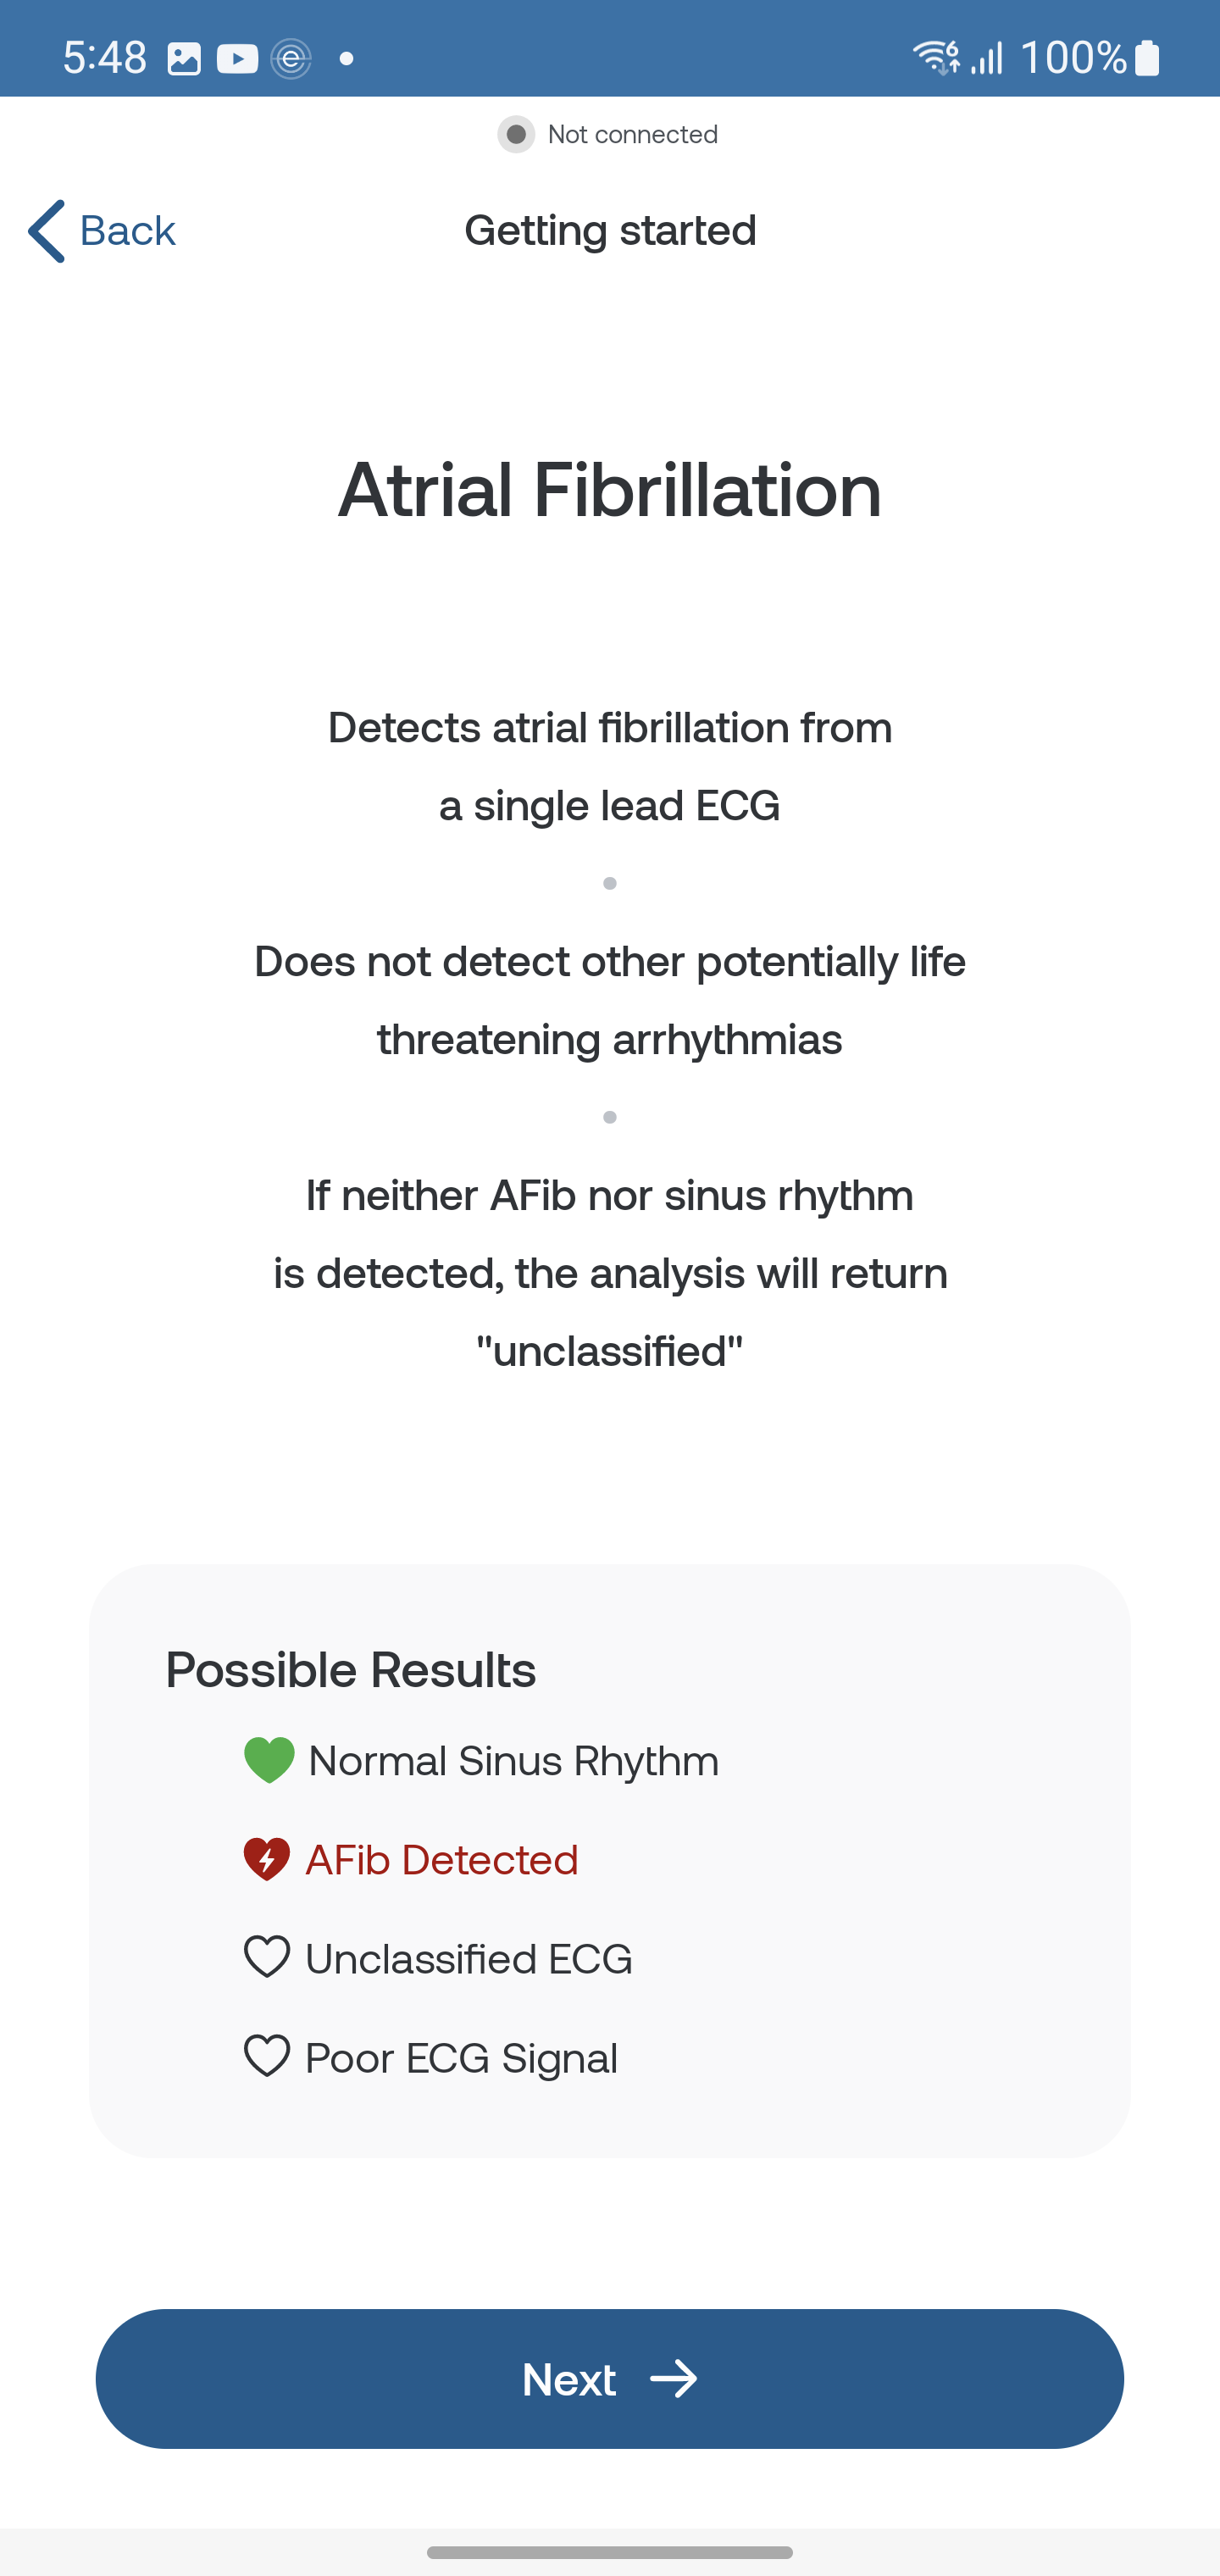 5:48
6 100%
Not connected
Back
Getting started
Atrial Fibrillation
Detects atrial fibrillation from
a single lead ECG
Does not detect other potentially life
threatening arrhythmias
If neither AFib nor sinus rhythm
is detected, the analysis will return
"unclassified"
Possible Results
Normal Sinus Rhythm
AFib Detected
Unclassified ECG
Poor ECG Signal
Next